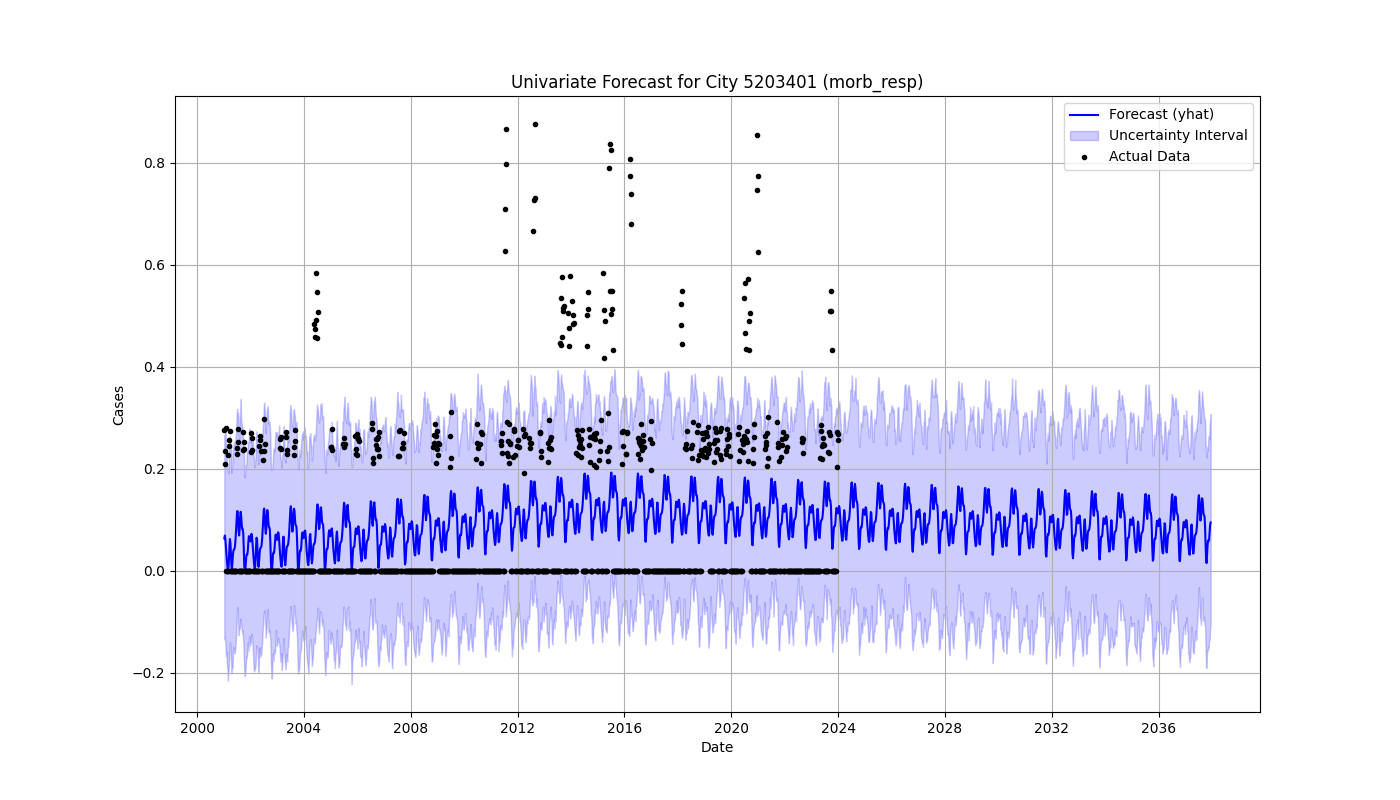 Univariate Forecast for City 5203401 (morb_resp)
Forecast (yhat)
Uncertainty Interval
Actual Data
Cases
0.8
0.6
0.4
0.2
0.0
−0.2
2000 2004 2008 2012 2016 2020 2024 2028 2032 2036
Date